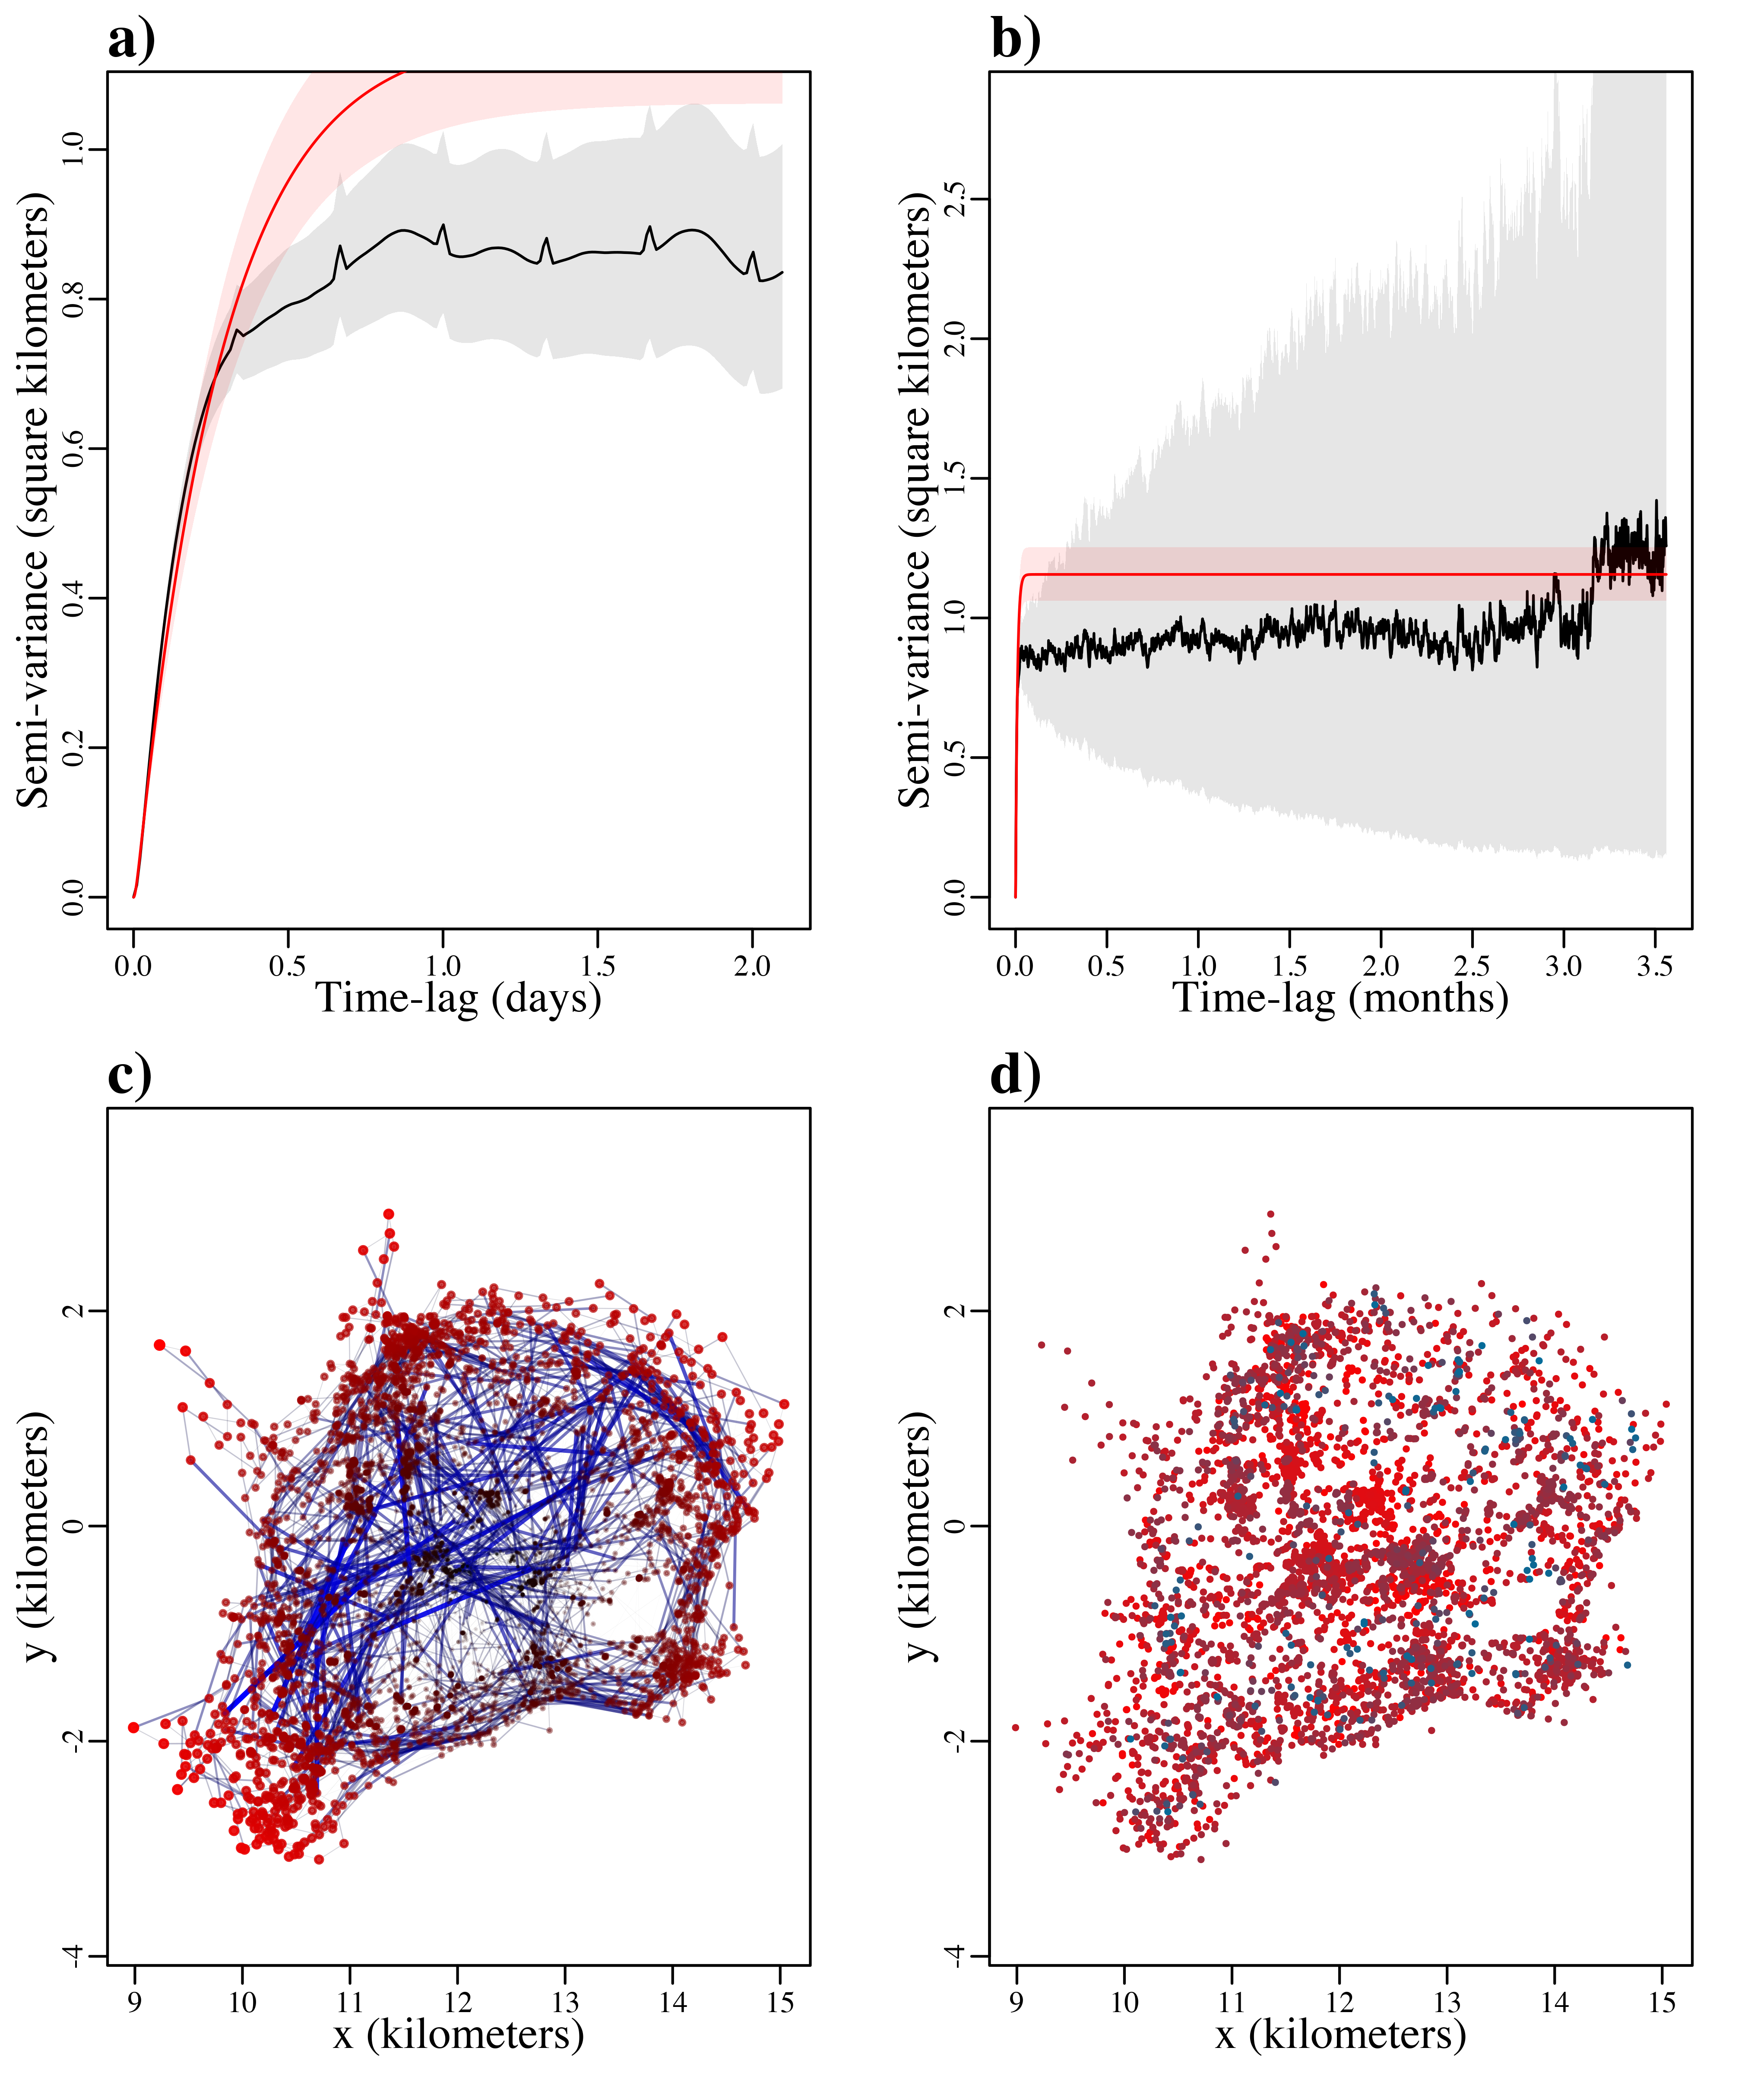 a)
Semi-variance (square kilometers)
1.0
0.8
0.6
0.4
0.2
0.0
0.0 0.5 1.0 1.5 2.0
Time-lag (days)
b)
Semi-variance (square kilometers)
2.5
2.0
1.5
1.0
0.5
0.0
0.0 0.5 1.0 1.5 2.0 2.5 3.0 3.5
Time-lag (months)
c)
y (kilometers)
2
0
-2
-4
9 10 11 12 13 14 15
x (kilometers)
d)
y (kilometers)
2
0
-2
-4
9 10 11 12 13 14 15
x (kilometers)